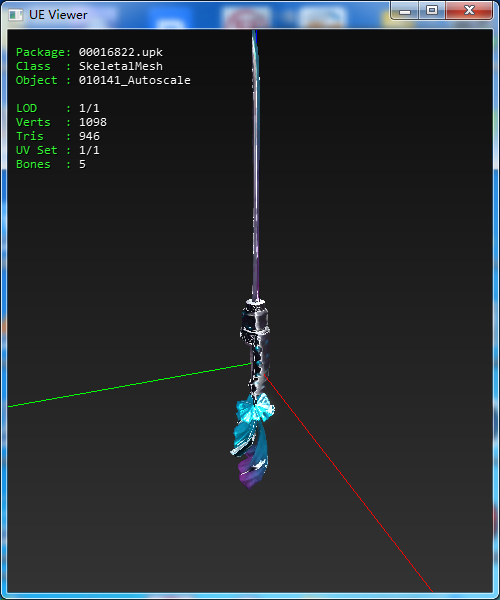 UE Viewer
Package: 00016822.upk
Class : SkeletalMesh
Object : 010141_Autoscale
LOD : 1/1
Verts : 1098
Tris : 946
UV Set : 1/1
Bones : 5